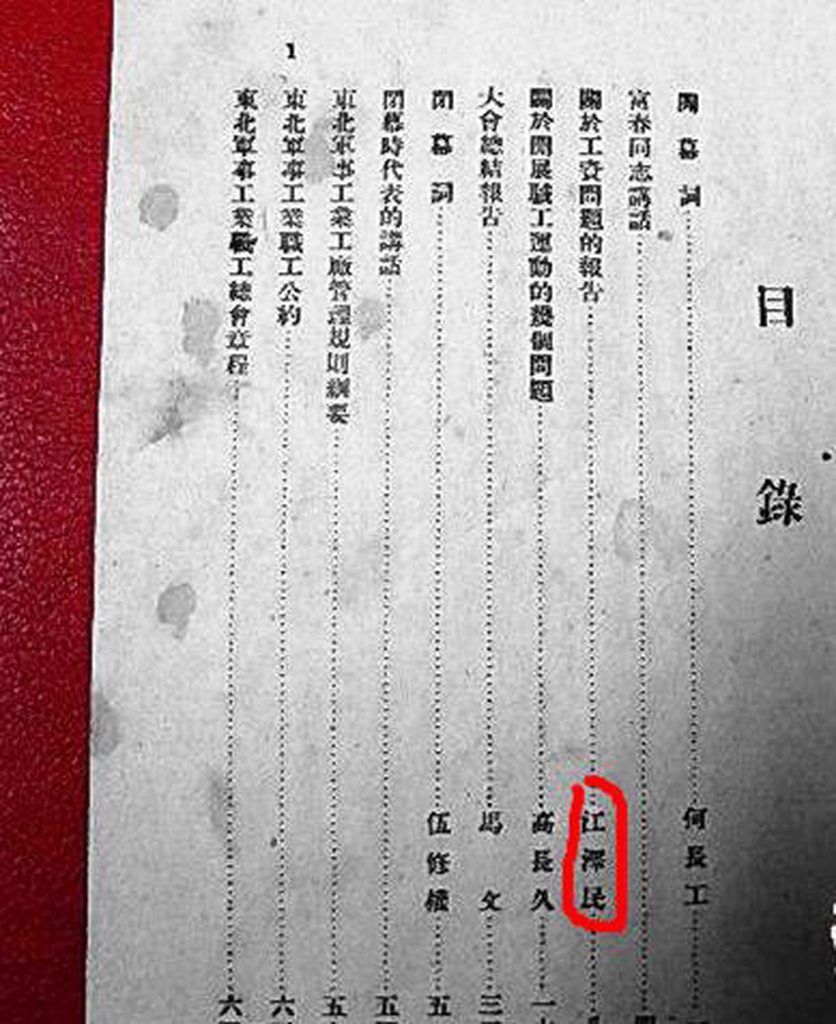 目錄
開幕詞 何長工
富春同志講話
關於工資問題的報告 江澤民
關於開展職工運動的幾個問題 高長久 一
大會總結報告 馬文 三
閉幕詞 伍修權 五
閉幕時代表的講話 五
東北軍事工業工廠管理規則綱要 五
東北軍事工業職工公約 六
東北軍事工業職工總會章程 六
1